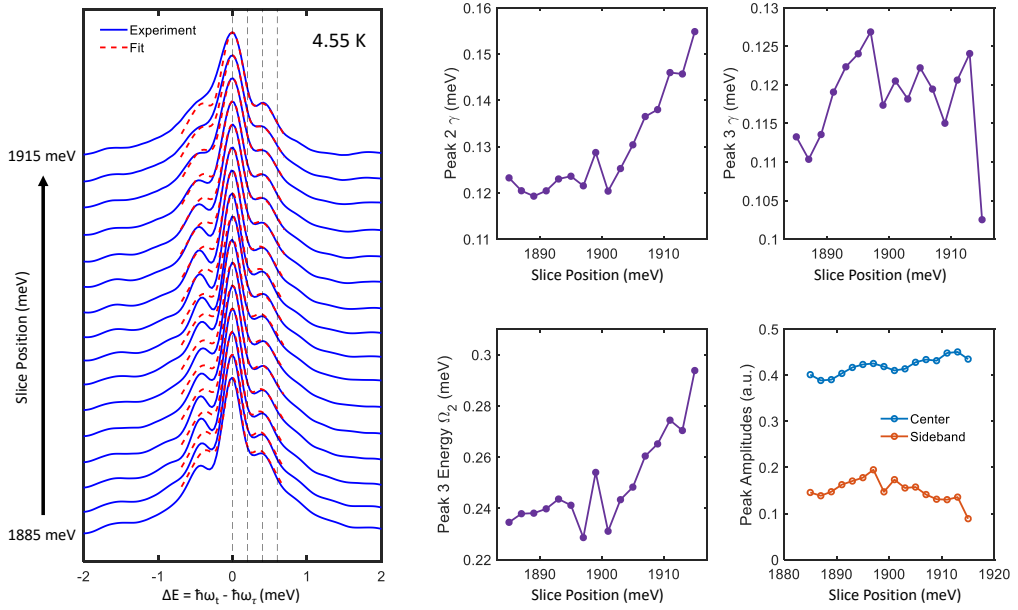 Experiment
Fit
4.55 K
1915 meV
Slice Position (meV)
1885 meV
-2
-1
0
1
2
ΔE = ħω_t - ħω_τ (meV)
0.16
0.15
0.14
0.13
0.12
0.11
1890
1900
1910
Peak 2 γ (meV)
Slice Position (meV)
0.125
0.12
0.115
0.11
0.105
0.1
1890
1900
1910
1920
Peak 3 γ (meV)
Slice Position (meV)
0.3
0.28
0.26
0.24
0.22
1890
1900
1910
Peak 3 Energy Ω₂ (meV)
Slice Position (meV)
0.5
0.4
0.3
0.2
0.1
0
1880
1890
1900
1910
1920
Peak Amplitudes (a.u.)
Center
Sideband
Slice Position (meV)